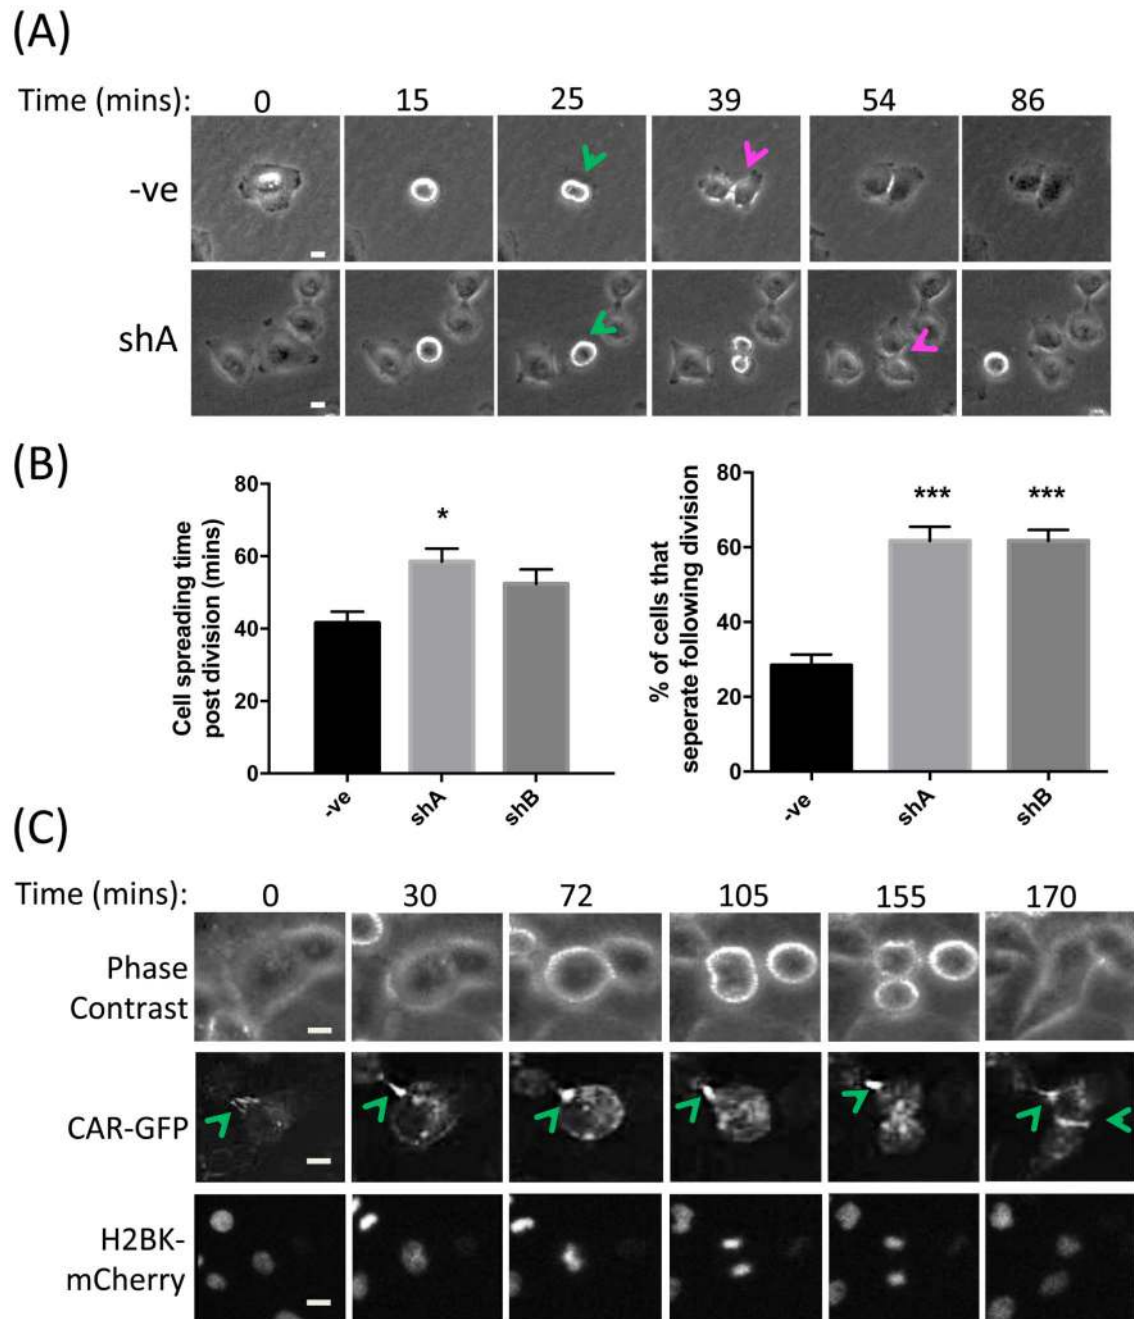 (A)
Time (mins): 0 15 25 39 54 86
-ve
shA
(B)
80
60
40
20
0
Cell spreading time
post division (mins)
*
-ve
shA
shB
80
60
40
20
0
% of cells that
seperate following division
***
***
-ve
shA
shB
(C)
Time (mins): 0 30 72 105 155 170
Phase
Contrast
CAR-GFP
H2BK-
mCherry